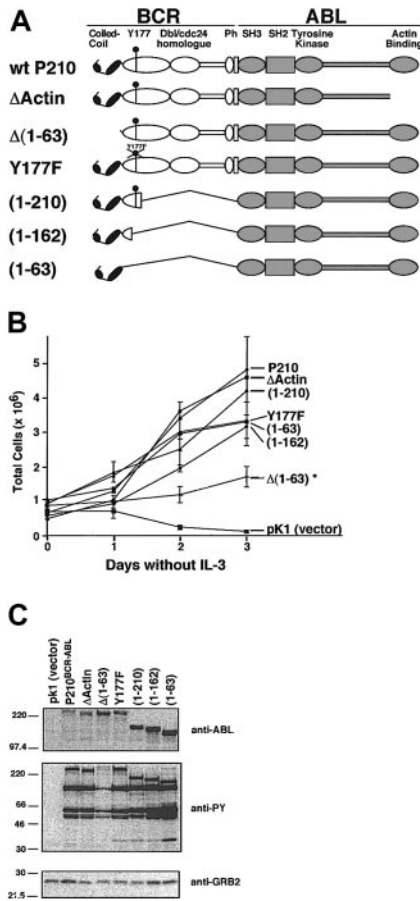 A
BCR
ABL
Coiled-Coil
Y177
Dbl/cdc24 homologue
Ph
SH3
SH2
Tyrosine Kinase
Actin Binding
wt P210
ΔActin
Δ(1-63)
Y177F
Y177F
(1-210)
(1-162)
(1-63)
B
Total Cells (x 10⁶)
5
4
3
2
1
0
P210
ΔActin
(1-210)
Y177F
(1-63)
(1-162)
Δ(1-63) *
pK1 (vector)
0
1
2
3
Days without IL-3
C
pk1 (vector)
P210BCR-ABL
ΔActin
Δ(1-63)
Y177F
(1-210)
(1-162)
(1-63)
220
97.4
anti-ABL
220
66
46
30
anti-PY
30
21.5
anti-GRB2